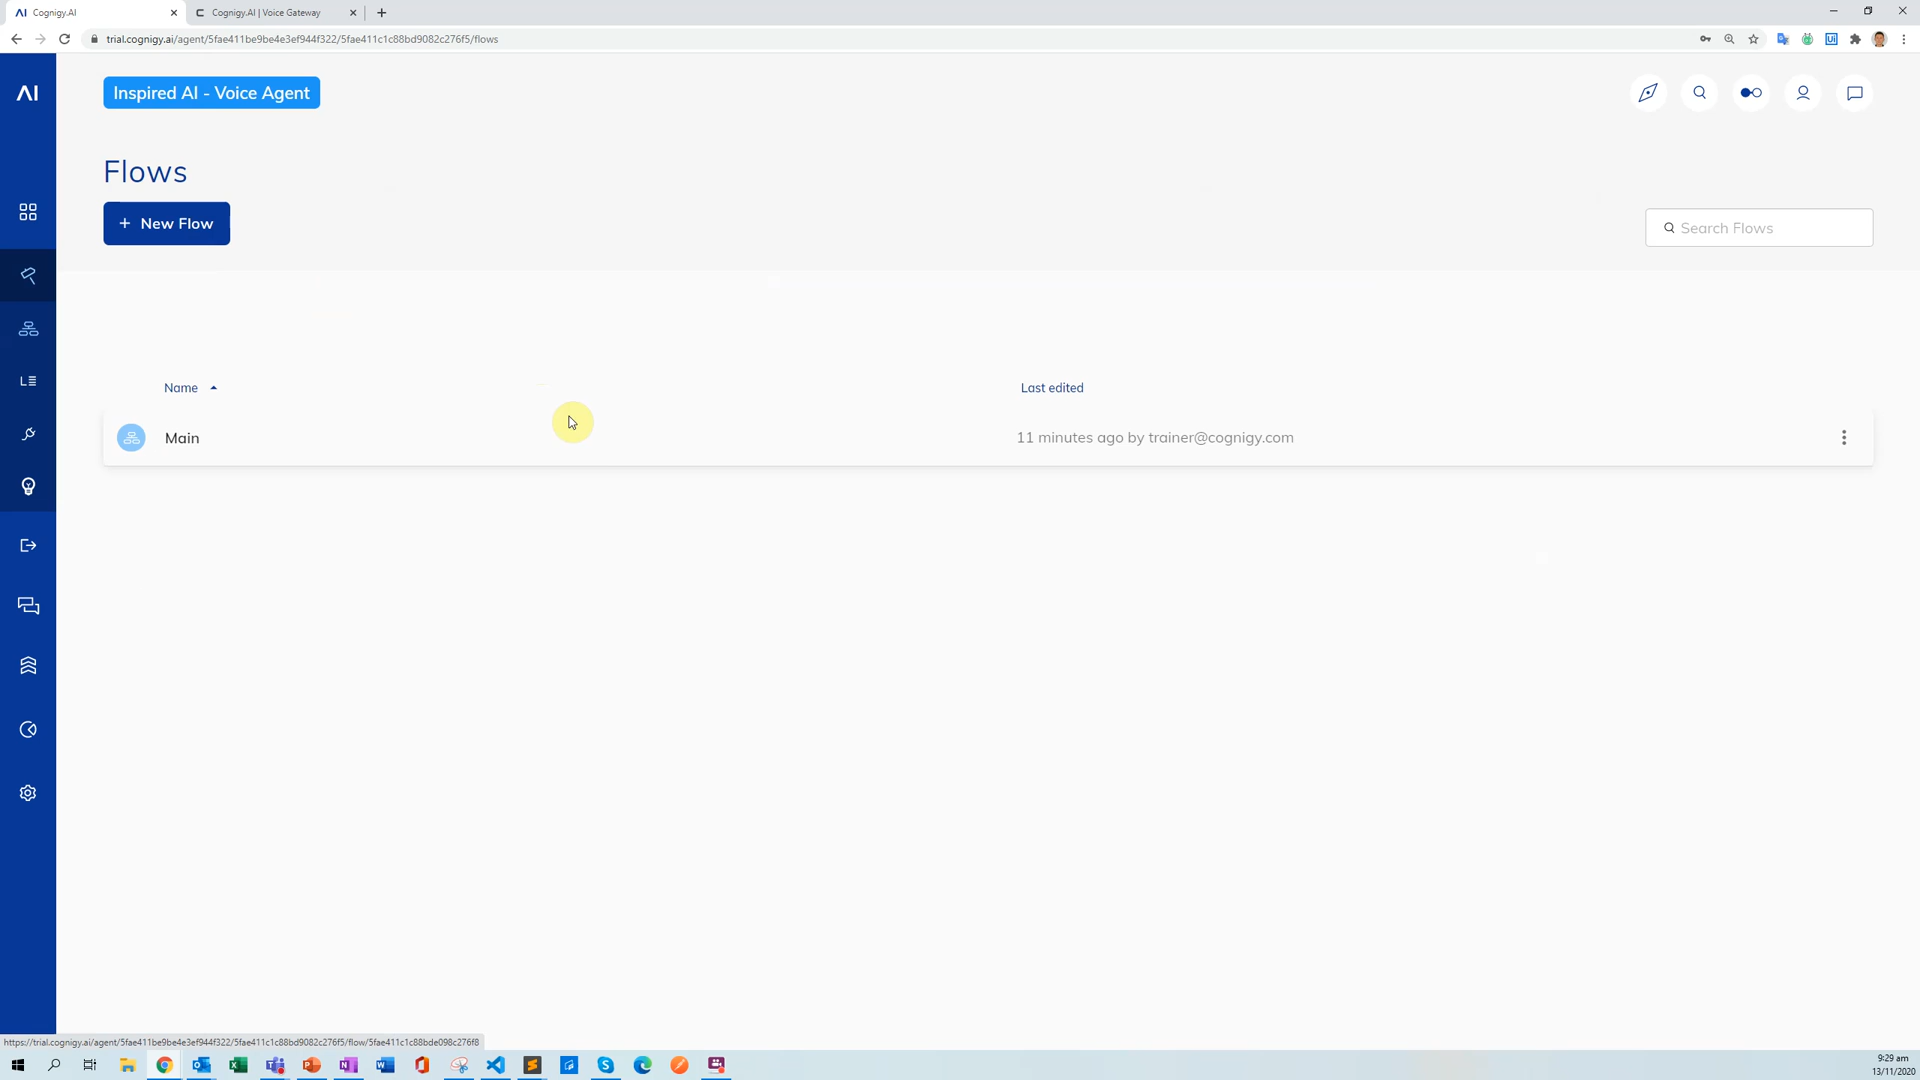 Cognigy.AI
Cognigy.AI | Voice Gateway
trial.cognigy.ai/agent/5fae411be9be4e3ef944f322/5fae411c1c88bd9082c276f5/flows
AI
Inspired AI - Voice Agent
Flows
+ New Flow
Search Flows
Name
Last edited
Main
11 minutes ago by trainer@cognigy.com
https://trial.cognigy.ai/agent/5fae411be9be4e3ef944f322/5fae411c1c88bd9082c276f5/flow/5fae411c1c88bde098c276f8
9:29 am
13/11/2020